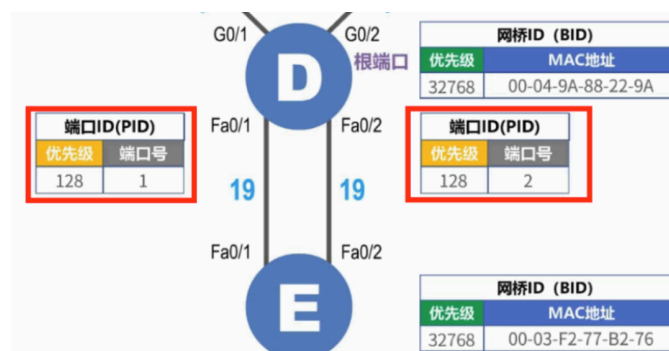 G0/1
G0/2
D
根端口
网桥ID（BID）
优先级 MAC地址
32768 00-04-9A-88-22-9A
端口ID(PID)
优先级 端口号
128 1
Fa0/1
Fa0/2
端口ID(PID)
优先级 端口号
128 2
19
19
Fa0/1
Fa0/2
E
网桥ID（BID）
优先级 MAC地址
32768 00-03-F2-77-B2-76